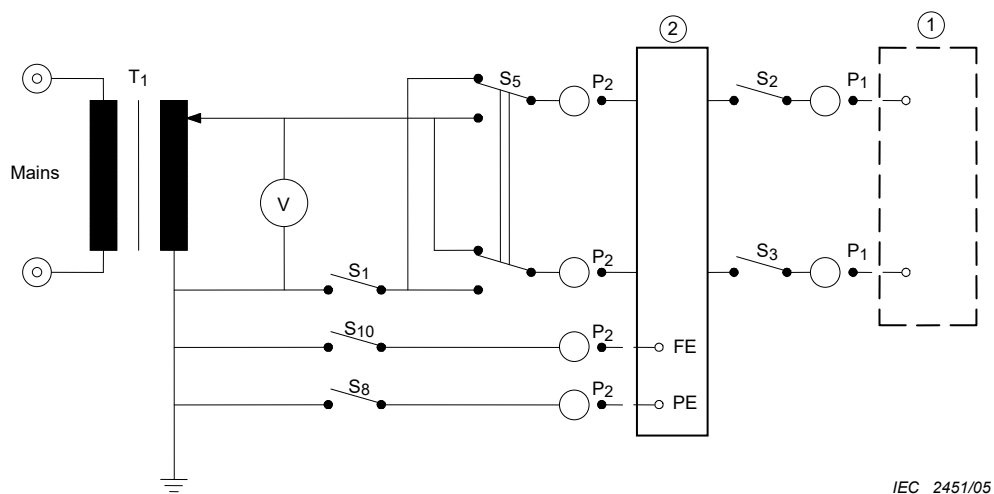 ①
②
T1
S5
P2
S2
P1
Mains
V
S1
P2
S3
P1
S10
P2
FE
S8
P2
PE
IEC 2451/05